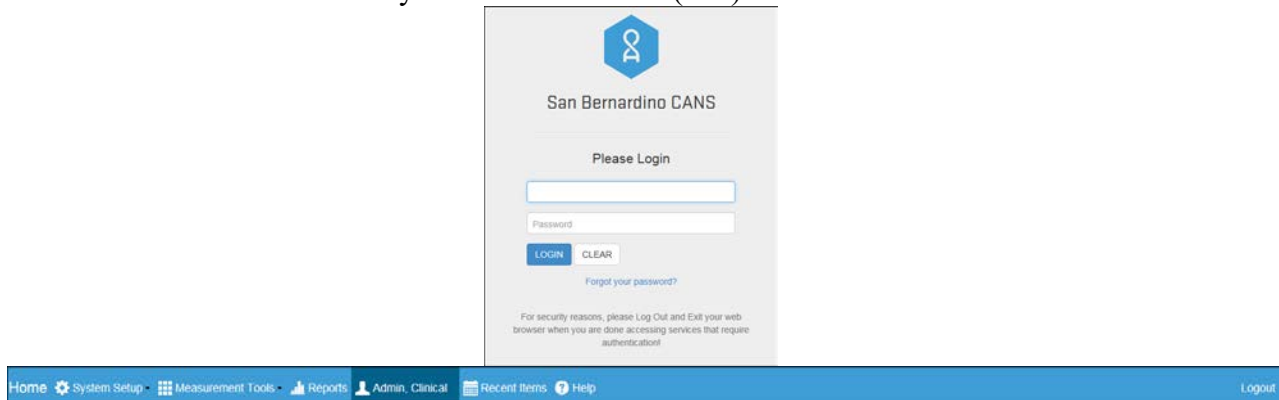 San Bernardino CANS
Please Login
Password
LOGIN CLEAR
Forgot your password?
For security reasons, please Log Out and Exit your web
browser when you are done accessing services that require
authentication!
Home System Setup Measurement Tools Reports Admin, Clinical Recent Items Help Logout